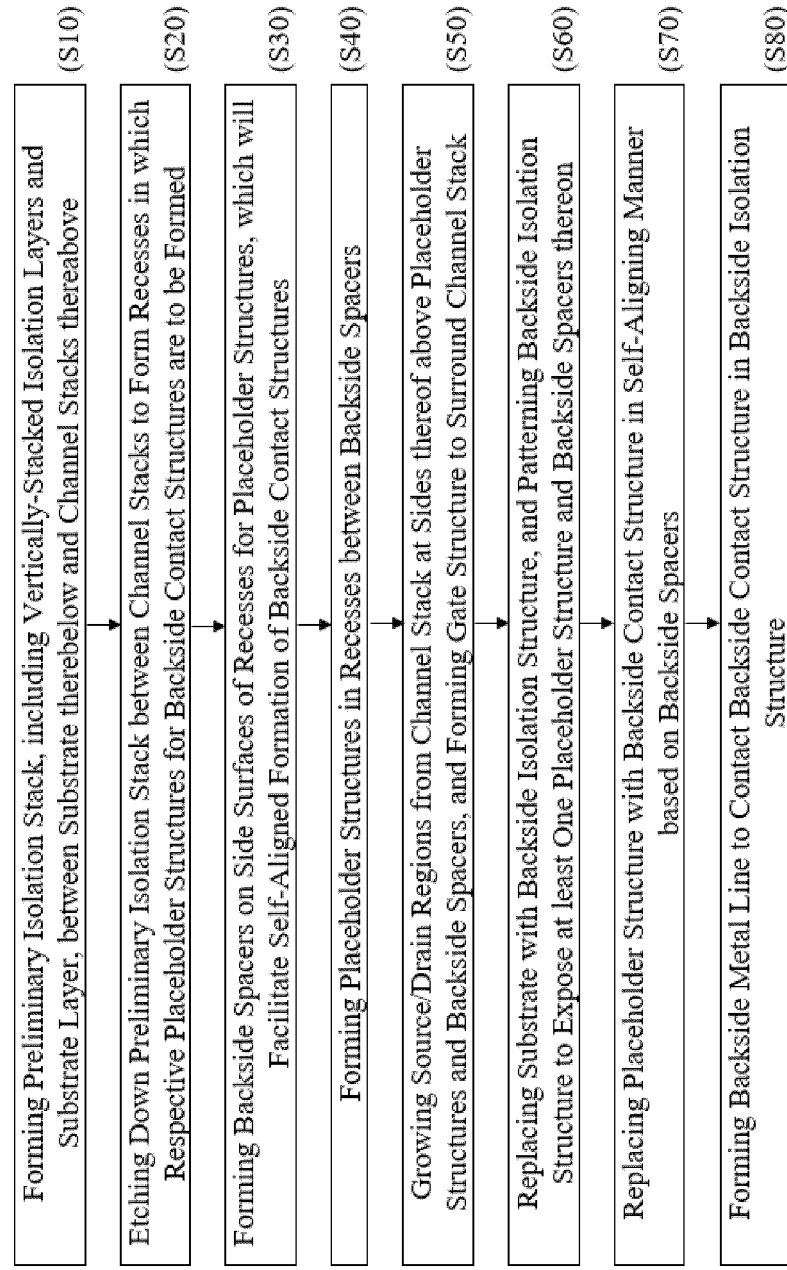 Forming Preliminary Isolation Stack, including Vertically-Stacked Isolation Layers and
Substrate Layer, between Substrate therebelow and Channel Stacks thereabove
(S10)
Etching Down Preliminary Isolation Stack between Channel Stacks to Form Recesses in which
Respective Placeholder Structures for Backside Contact Structures are to be Formed
(S20)
Forming Backside Spacers on Side Surfaces of Recesses for Placeholder Structures, which will
Facilitate Self-Aligned Formation of Backside Contact Structures
(S30)
Forming Placeholder Structures in Recesses between Backside Spacers
(S40)
Growing Source/Drain Regions from Channel Stack at Sides thereof above Placeholder
Structures and Backside Spacers, and Forming Gate Structure to Surround Channel Stack
(S50)
Replacing Substrate with Backside Isolation Structure, and Patterning Backside Isolation
Structure to Expose at least One Placeholder Structure and Backside Spacers thereon
(S60)
Replacing Placeholder Structure with Backside Contact Structure in Self-Aligning Manner
based on Backside Spacers
(S70)
Forming Backside Metal Line to Contact Backside Contact Structure in Backside Isolation
Structure
(S80)